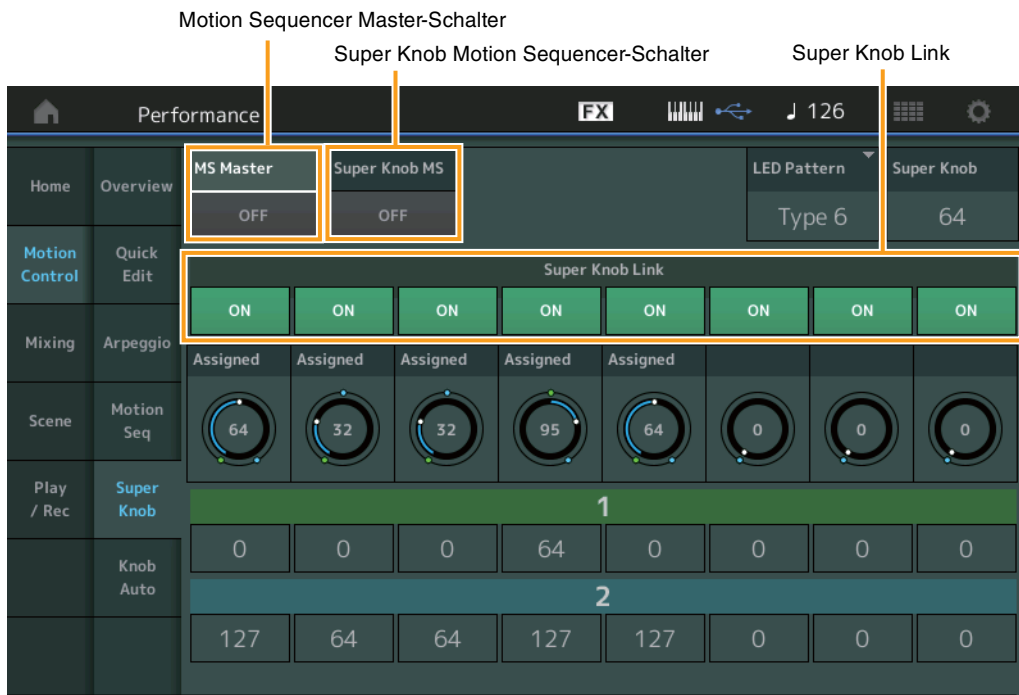 Motion Sequencer Master-Schalter
Super Knob Motion Sequencer-Schalter
Super Knob Link
Performance
FX
126
MS Master
Super Knob MS
LED Pattern
Super Knob
OFF
OFF
Type 6
64
Home
Overview
Motion
Control
Quick
Edit
Super Knob Link
ON ON ON ON ON ON ON ON
Mixing
Arpeggio
Assigned Assigned Assigned Assigned Assigned
64 32 32 95 64 0 0 0
Scene
Motion
Seq
Play
/ Rec
Super
Knob
1
0 0 0 64 0 0 0 0
Knob
Auto
2
127 64 64 127 127 0 0 0